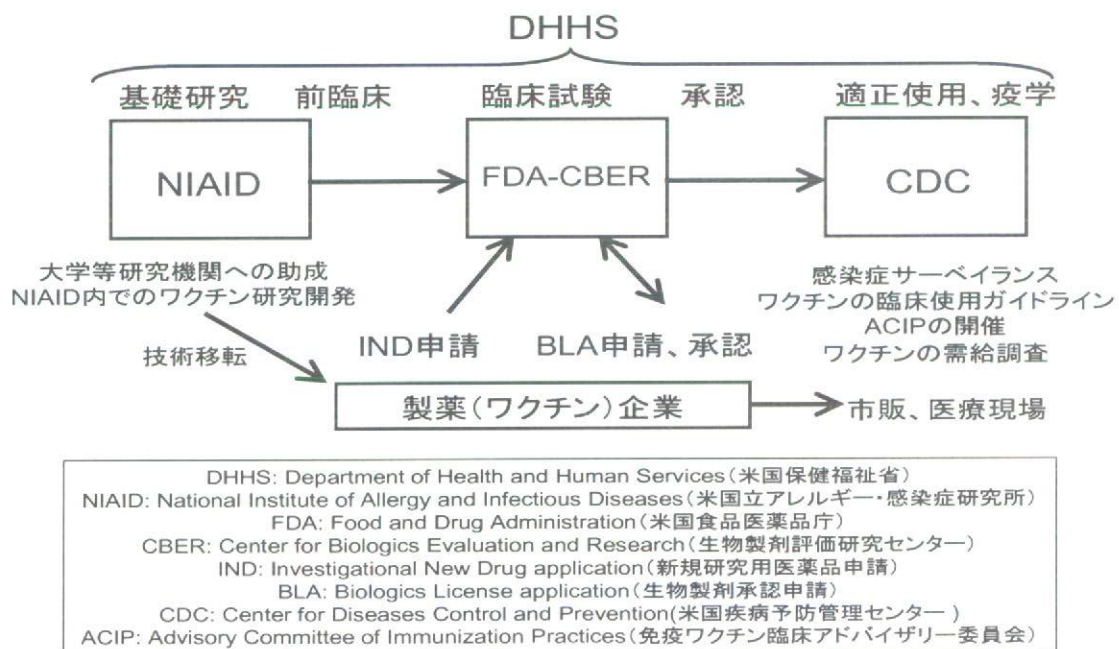 DHHS
基礎研究 前臨床 臨床試験 承認 適正使用、疫学
NIAID
FDA-CBER
CDC
大学等研究機関への助成
NIAID内でのワクチン研究開発
技術移転
IND申請
BLA申請、承認
感染症サーベイランス
ワクチンの臨床使用ガイドライン
ACIPの開催
ワクチンの需給調査
製薬(ワクチン)企業
市販、医療現場
DHHS: Department of Health and Human Services(米国保健福祉省)
NIAID: National Institute of Allergy and Infectious Diseases(米国立アレルギー・感染症研究所)
FDA: Food and Drug Administration(米国食品医薬品庁)
CBER: Center for Biologics Evaluation and Research(生物製剤評価研究センター)
IND: Investigational New Drug application(新規研究用医薬品申請)
BLA: Biologics License application(生物製剤承認申請)
CDC: Center for Diseases Control and Prevention(米国疾病予防管理センター )
ACIP: Advisory Committee of Immunization Practices(免疫ワクチン臨床アドバイザリー委員会)